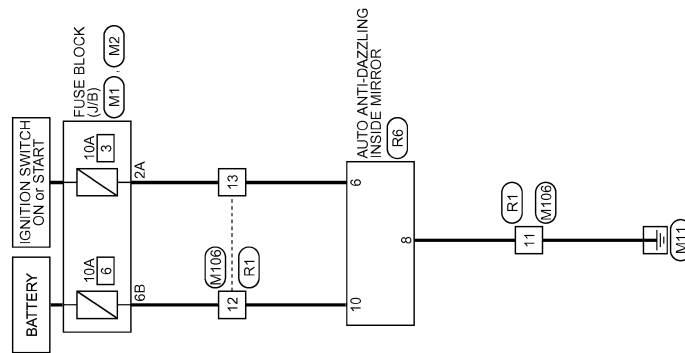 BATTERY
IGNITION SWITCH
ON or START
FUSE BLOCK
(J/B)
M1 , M2
10A
6
10A
3
6B
2A
M106
12
13
R1
AUTO ANTI-DAZZLING
INSIDE MIRROR
R6
10
6
8
R1
11
M106
M11